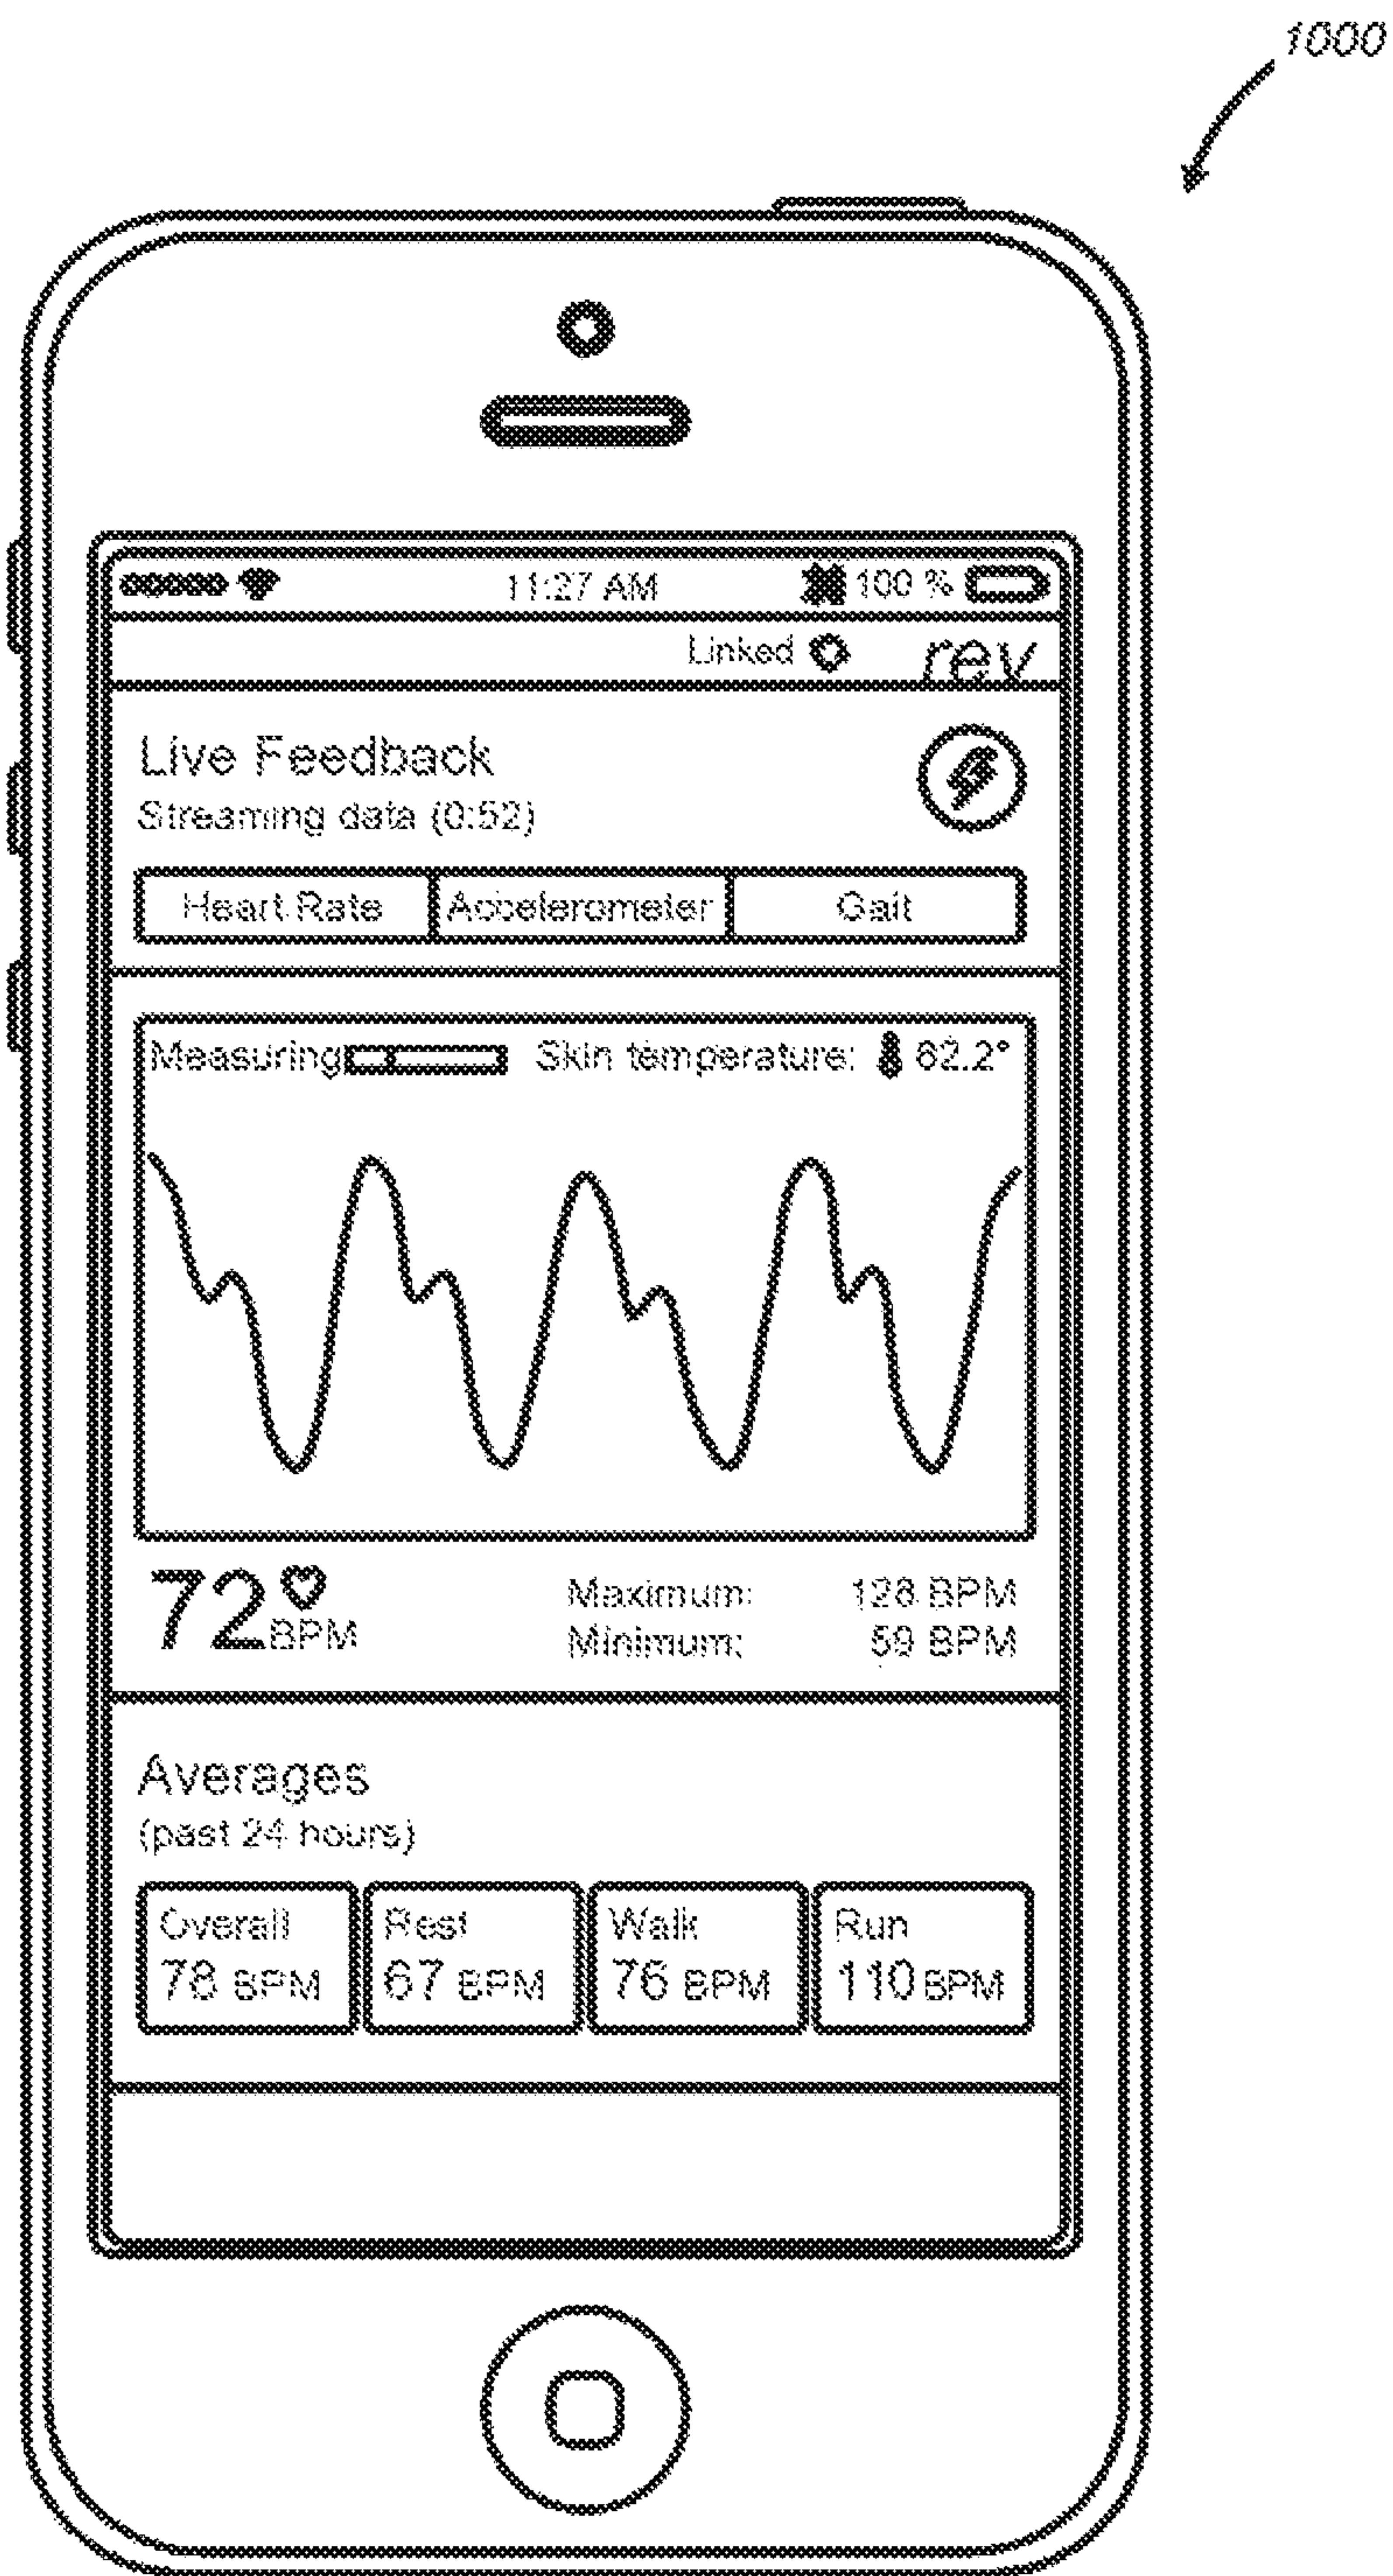 1000
11:27 AM 100 %
Linked rev
Live Feedback
Streaming data (0:52)
Heart Rate Accelerometer Gait
Measuring Skin temperature: 62.2°
72 BPM
Maximum: 128 BPM
Minimum: 59 BPM
Averages
(past 24 hours)
Overall Rest Walk Run
78 BPM 67 BPM 76 BPM 110 BPM